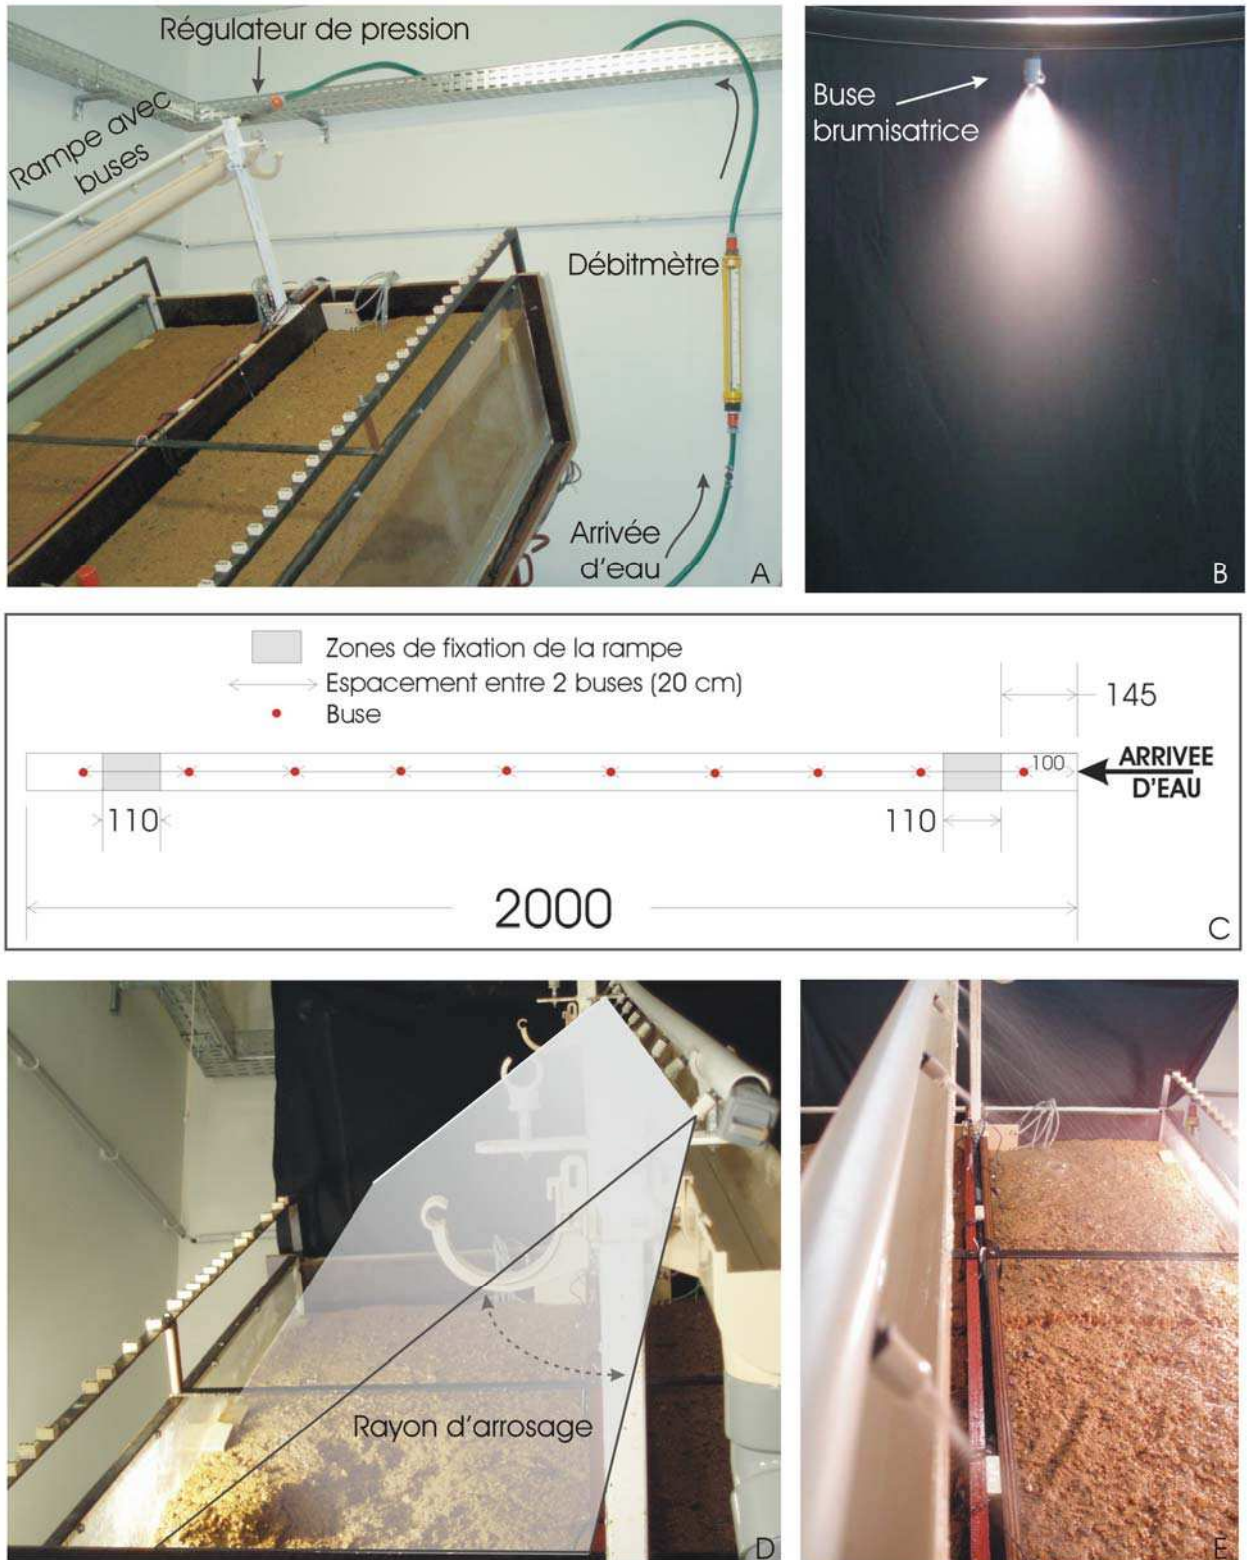 Régulateur de pression
Rampe avec
buses
Débitmètre
Arrivée
d'eau
A
Buse
brumisatrice
B
Zones de fixation de la rampe
Espacement entre 2 buses (20 cm)
Buse
145
100
ARRIVEE
D'EAU
110
110
2000
C
Rayon d'arrosage
D
E